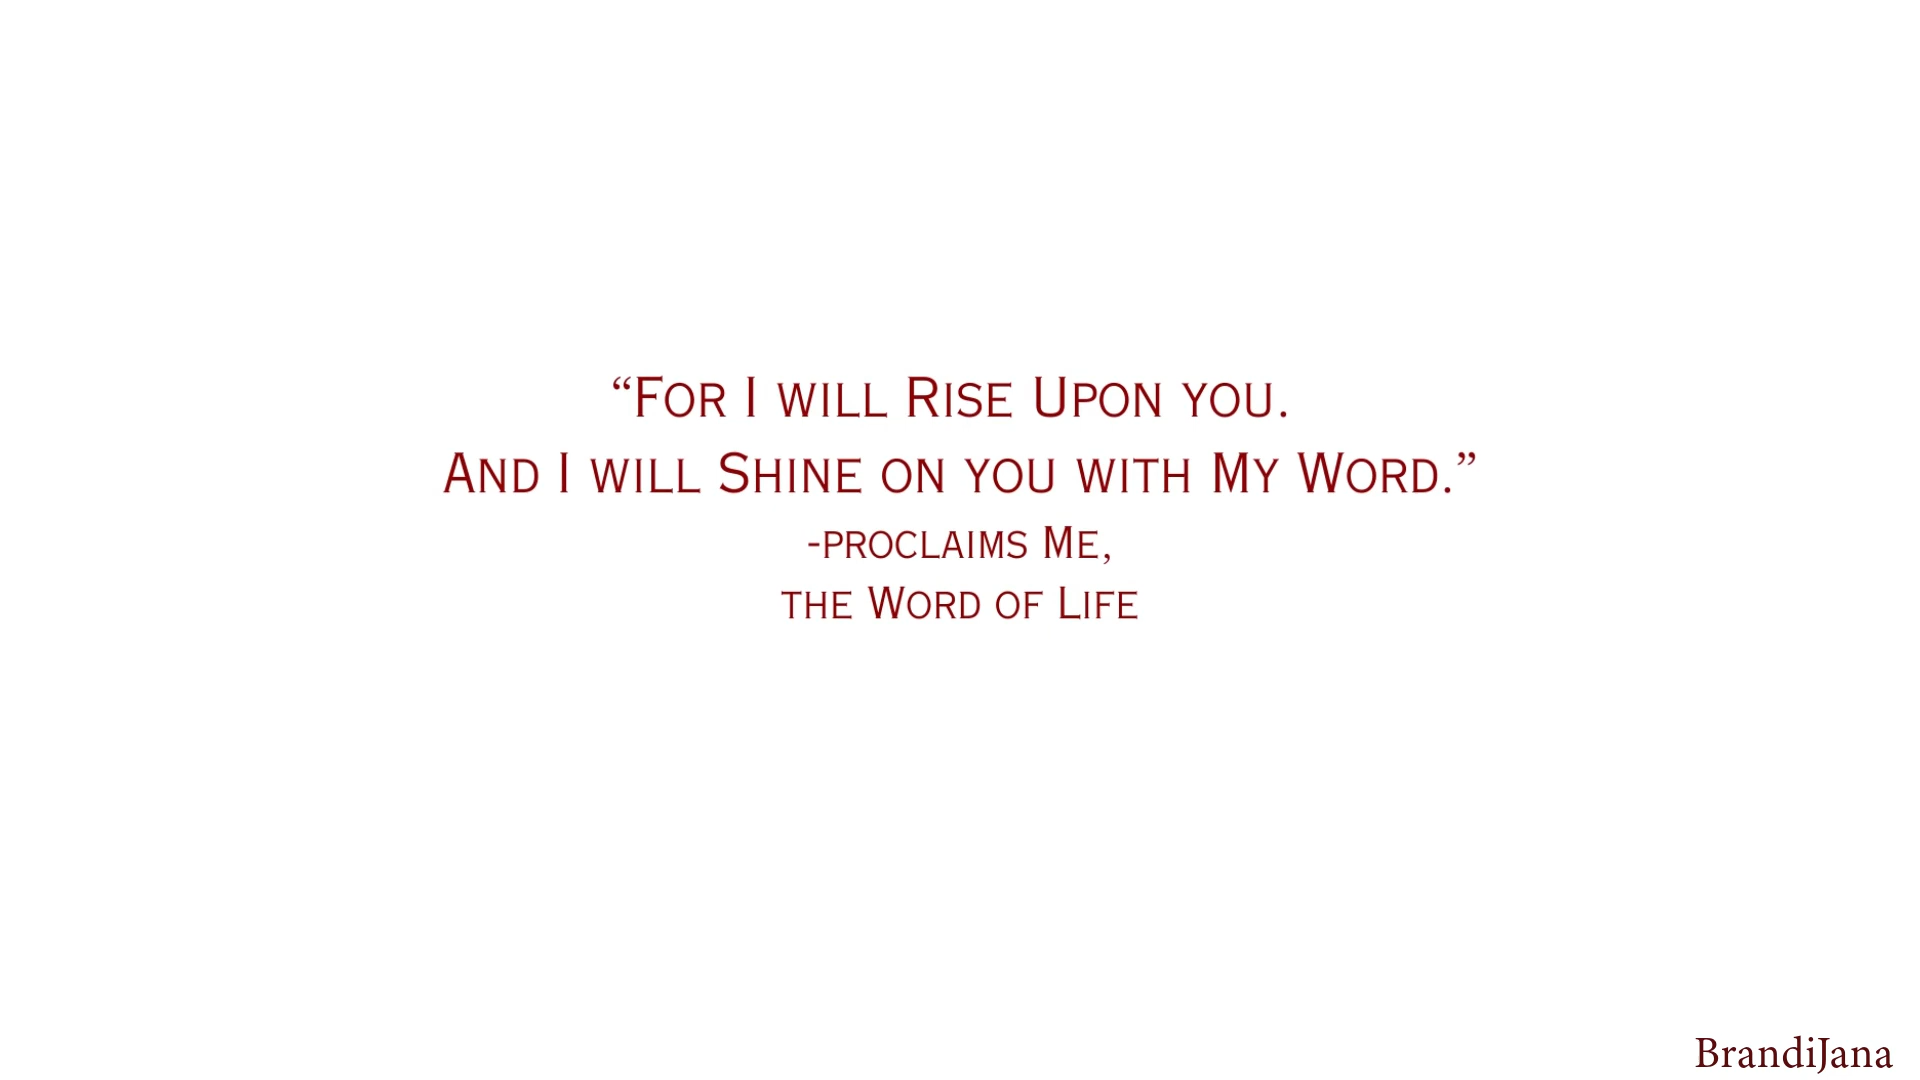 “For I will Rise Upon you.
And I will Shine on you with My Word.”
-proclaims Me,
the Word of Life
BrandiJana